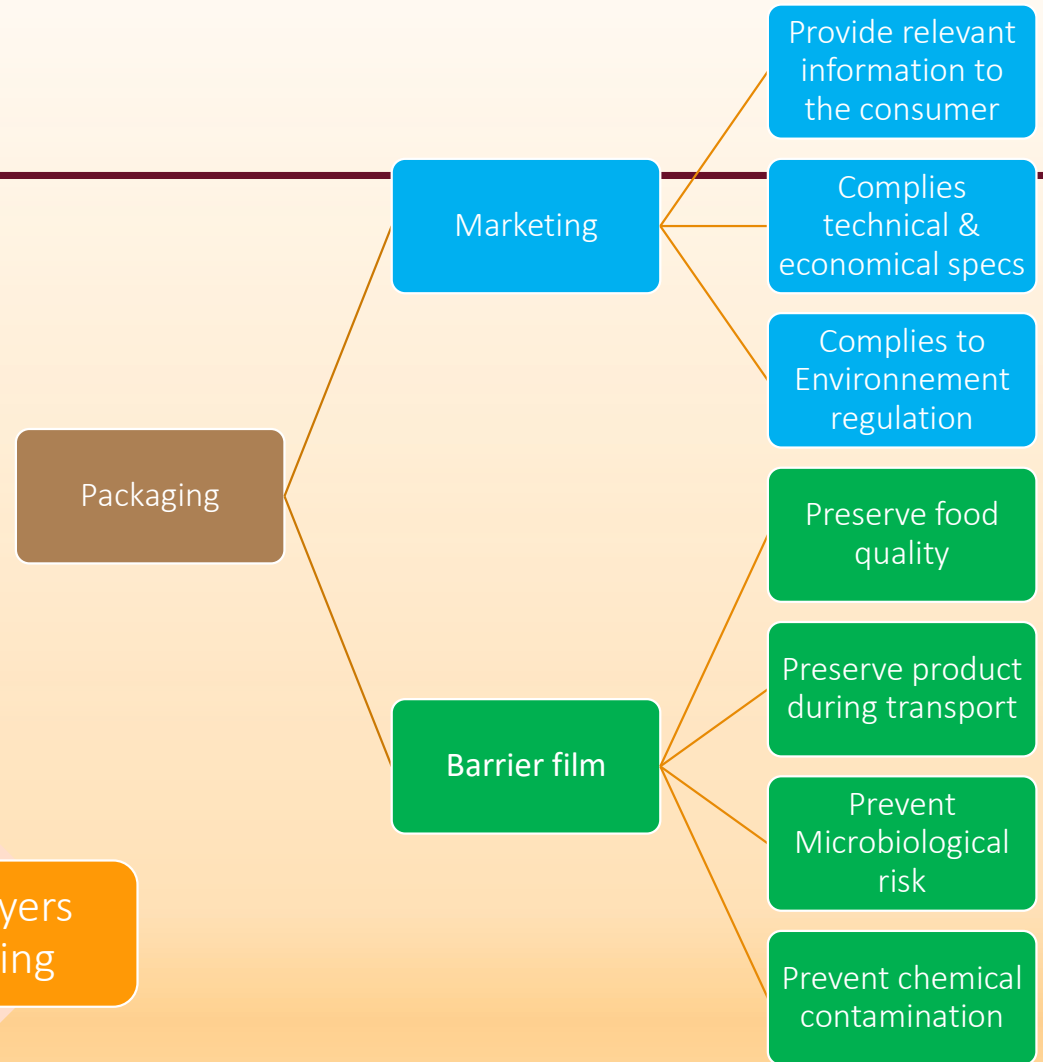 Provide relevant
information to
the consumer
Marketing
Complies
technical &
economical specs
Complies to
Environnement
regulation
Packaging
Preserve food
quality
Preserve product
during transport
Barrier film
Prevent
Microbiological
risk
Prevent chemical
contamination